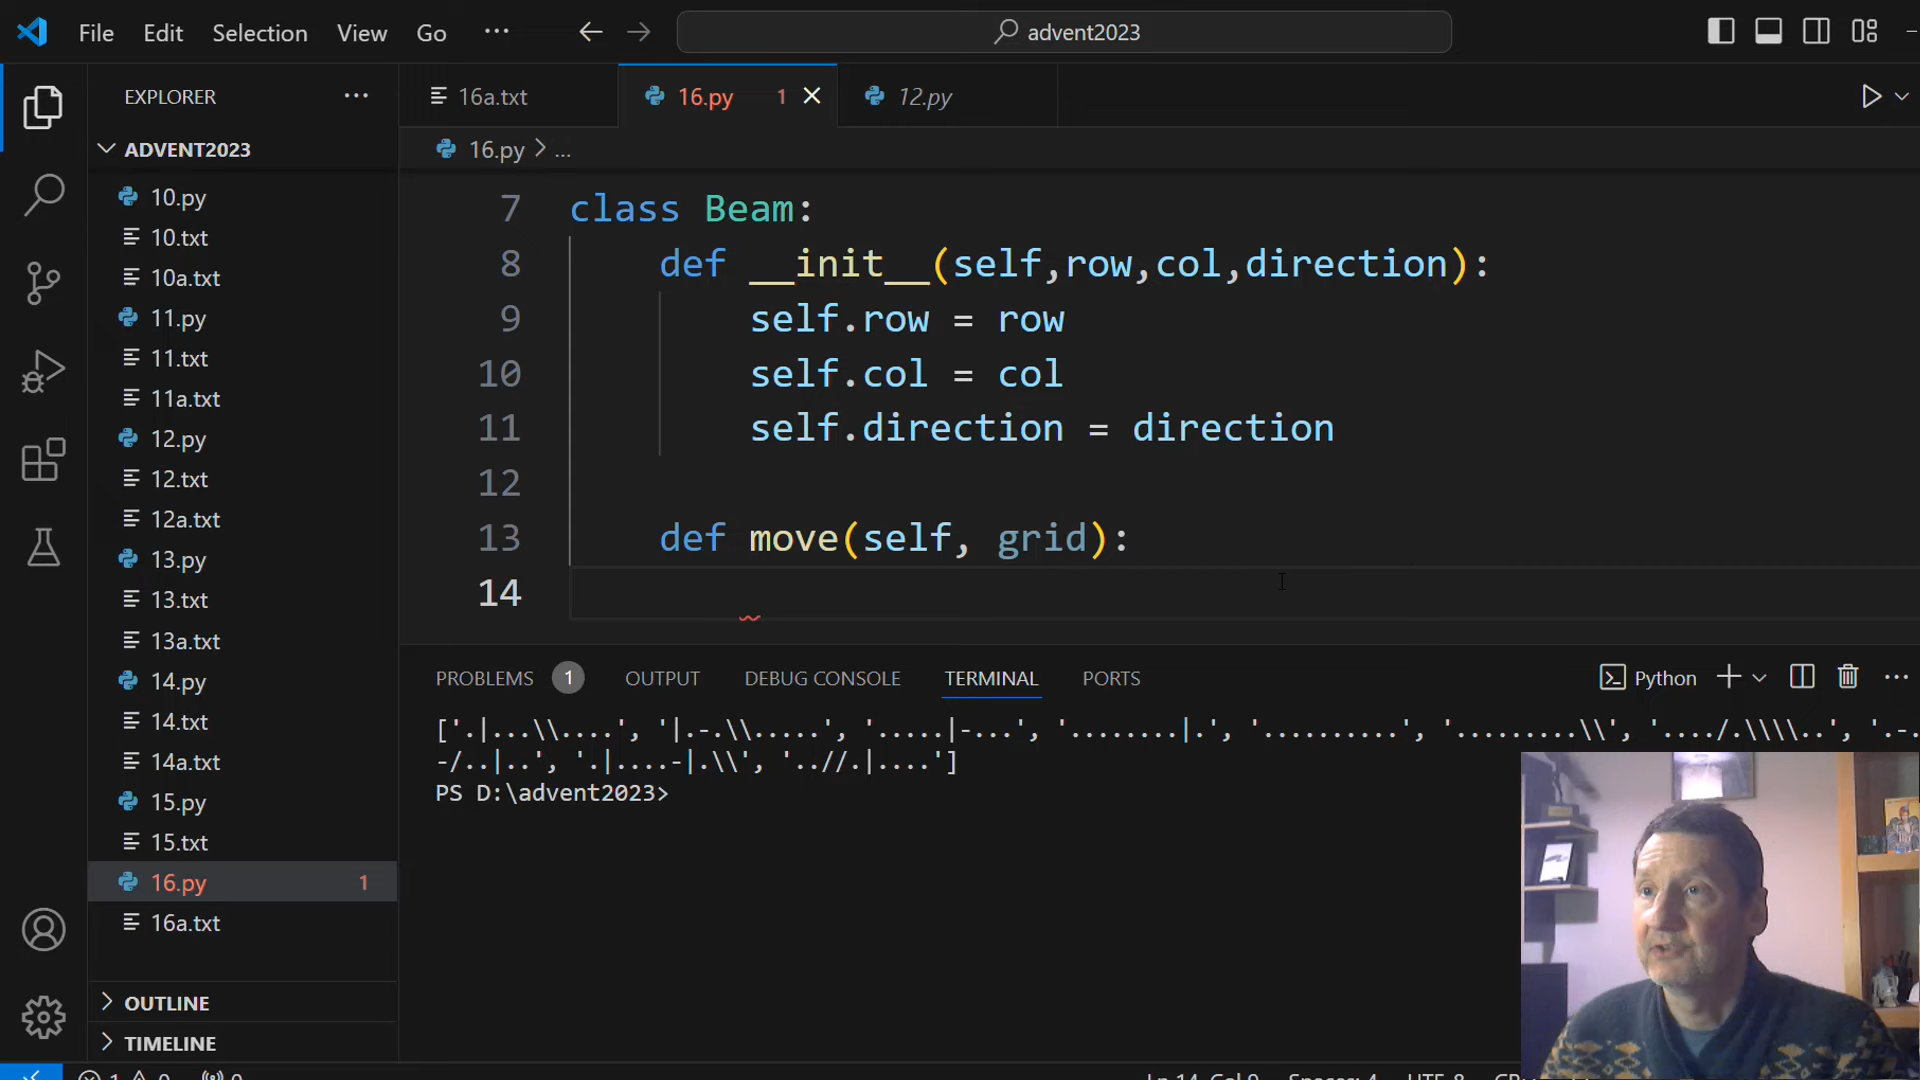 File Edit Selection View Go ...
advent2023
EXPLORER ...
16a.txt
16.py 1
12.py
ADVENT2023
16.py > ...
10.py
10.txt
10a.txt
11.py
11.txt
11a.txt
12.py
12.txt
12a.txt
13.py
13.txt
13a.txt
14.py
14.txt
14a.txt
15.py
15.txt
16.py 1
16a.txt
OUTLINE
TIMELINE
7 class Beam:
8 def __init__(self,row,col,direction):
9 self.row = row
10 self.col = col
11 self.direction = direction
12
13 def move(self, grid):
14
PROBLEMS 1 OUTPUT DEBUG CONSOLE TERMINAL PORTS
Python
['.|...\\....', '|.-.\\.....', '.....|-...', '........|.', '..........', '.........\\', '..../.\\\\..', '.-.
-/..|..', '.|....-|.\\', '..//.|....']
PS D:\advent2023>